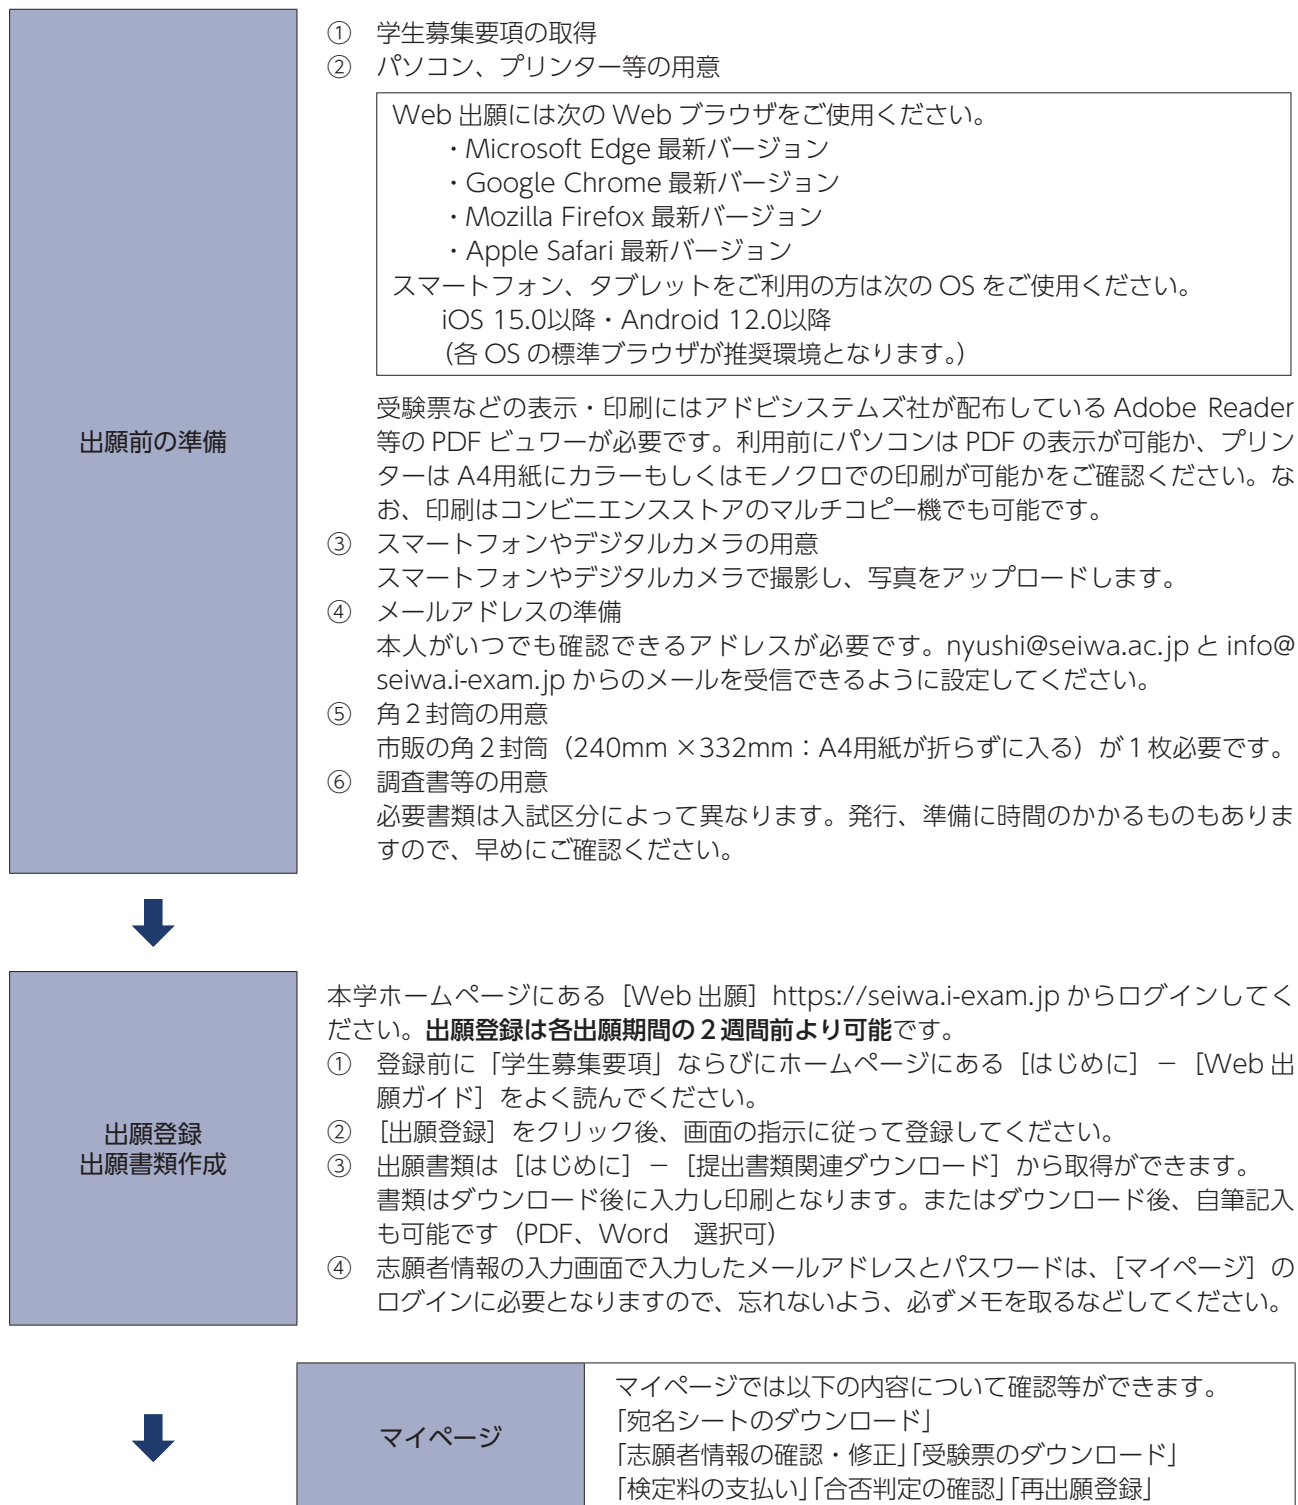 出願前の準備
① 学生募集要項の取得
② パソコン、プリンター等の用意
Web 出願には次の Web ブラウザをご使用ください。
・Microsoft Edge 最新バージョン
・Google Chrome 最新バージョン
・Mozilla Firefox 最新バージョン
・Apple Safari 最新バージョン
スマートフォン、タブレットをご利用の方は次の OS をご使用ください。
iOS 15.0以降・Android 12.0以降
（各 OS の標準ブラウザが推奨環境となります。）
受験票などの表示・印刷にはアドビシステムズ社が配布している Adobe Reader
等の PDF ビュワーが必要です。利用前にパソコンは PDF の表示が可能か、プリン
ターは A4用紙にカラーもしくはモノクロでの印刷が可能かをご確認ください。な
お、印刷はコンビニエンスストアのマルチコピー機でも可能です。
③ スマートフォンやデジタルカメラの用意
スマートフォンやデジタルカメラで撮影し、写真をアップロードします。
④ メールアドレスの準備
本人がいつでも確認できるアドレスが必要です。nyushi@seiwa.ac.jp と info@
seiwa.i-exam.jp からのメールを受信できるように設定してください。
⑤ 角２封筒の用意
市販の角２封筒（240mm ×332mm：A4用紙が折らずに入る）が１枚必要です。
⑥ 調査書等の用意
必要書類は入試区分によって異なります。発行、準備に時間のかかるものもありま
すので、早めにご確認ください。
出願登録
出願書類作成
本学ホームページにある［Web 出願］https://seiwa.i-exam.jp からログインしてく
ださい。出願登録は各出願期間の２週間前より可能です。
① 登録前に「学生募集要項」ならびにホームページにある［はじめに］－［Web 出
願ガイド］をよく読んでください。
② ［出願登録］をクリック後、画面の指示に従って登録してください。
③ 出願書類は［はじめに］－［提出書類関連ダウンロード］から取得ができます。
書類はダウンロード後に入力し印刷となります。またはダウンロード後、自筆記入
も可能です（PDF、Word 選択可）
④ 志願者情報の入力画面で入力したメールアドレスとパスワードは、［マイページ］の
ログインに必要となりますので、忘れないよう、必ずメモを取るなどしてください。
マイページ
マイページでは以下の内容について確認等ができます。
「宛名シートのダウンロード」
「志願者情報の確認・修正」「受験票のダウンロード」
「検定料の支払い」「合否判定の確認」「再出願登録」